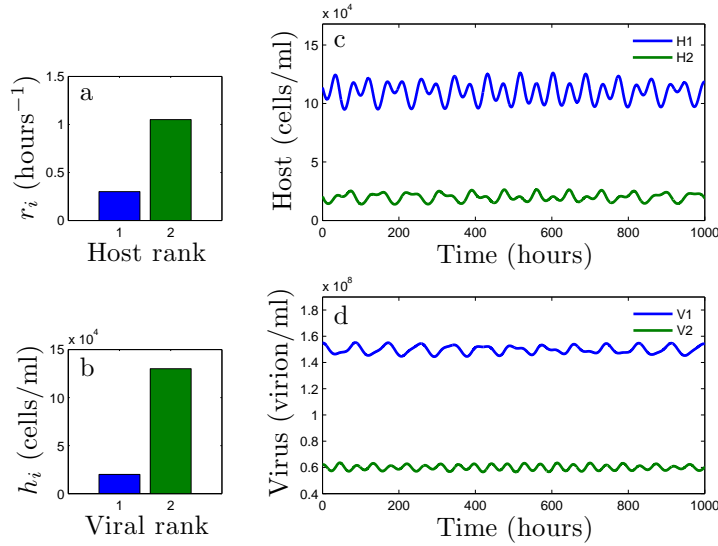 a
1.5
1
0.5
0
r_i (hours^{-1})
1 2
Host rank
b
x 10^4
15
10
5
0
h_i (cells/ml)
1 2
Viral rank
c
x 10^4
15
10
5
0
Host (cells/ml)
H1
H2
0 200 400 600 800 1000
Time (hours)
d
x 10^8
1.8
1.6
1.4
1.2
1
0.8
0.6
0.4
Virus (virion/ml)
V1
V2
0 200 400 600 800 1000
Time (hours)